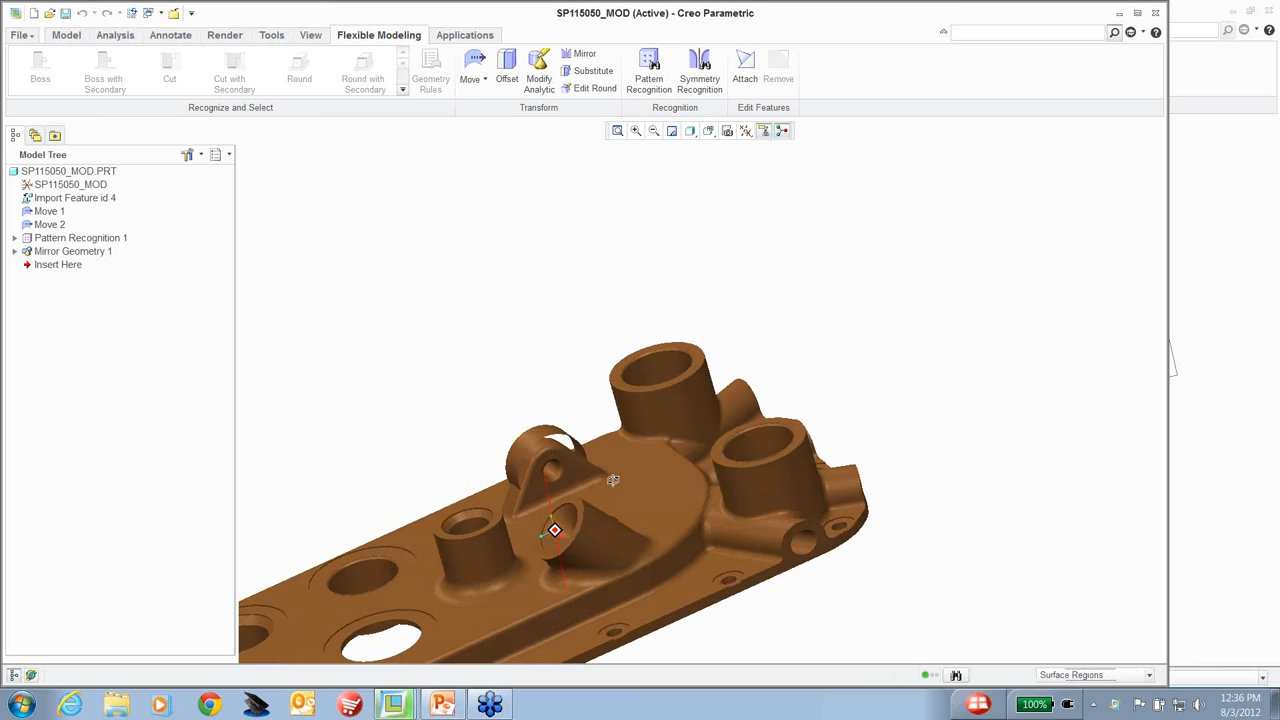 SP115050_MOD (Active) - Creo Parametric
File Model Analysis Annotate Render Tools View Flexible Modeling Applications
Boss
Boss with Secondary
Cut
Cut with Secondary
Round
Round with Secondary
Geometry Rules
Move
Offset
Modify Analytic
Mirror
Substitute
Edit Round
Pattern Recognition
Symmetry Recognition
Attach
Remove
Recognize and Select
Transform
Recognition
Edit Features
Model Tree
SP115050_MOD.PRT
SP115050_MOD
Import Feature id 4
Move 1
Move 2
Pattern Recognition 1
Mirror Geometry 1
Insert Here
Surface Regions
100%
12:36 PM
8/3/2012